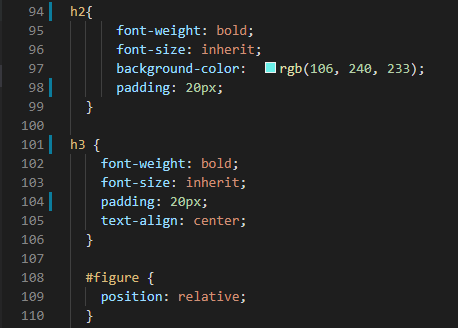 94 h2{
95 font-weight: bold;
96 font-size: inherit;
97 background-color: rgb(106, 240, 233);
98 padding: 20px;
99 }
100
101 h3 {
102 font-weight: bold;
103 font-size: inherit;
104 padding: 20px;
105 text-align: center;
106 }
107
108 #figure {
109 position: relative;
110 }